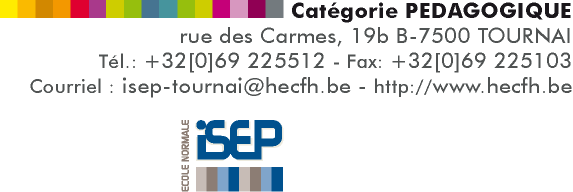 Catégorie PEDAGOGIQUE
rue des Carmes, 19b B-7500 TOURNAI
Tél.: +32[0]69 225512 - Fax: +32[0]69 225103
Courriel : isep-tournai@hecfh.be - http://www.hecfh.be
ECOLE NORMALE
iSEP